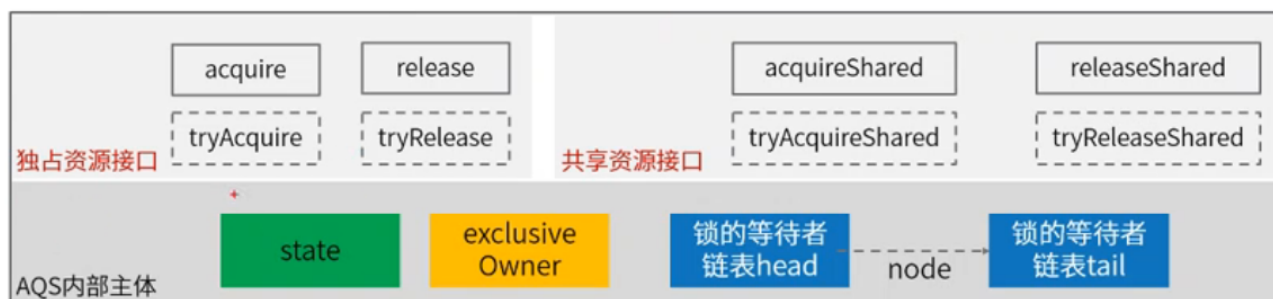 acquire
release
acquireShared
releaseShared
tryAcquire
tryRelease
tryAcquireShared
tryReleaseShared
独占资源接口
共享资源接口
state
exclusive
Owner
锁的等待者
链表head
node
锁的等待者
链表tail
AQS内部主体